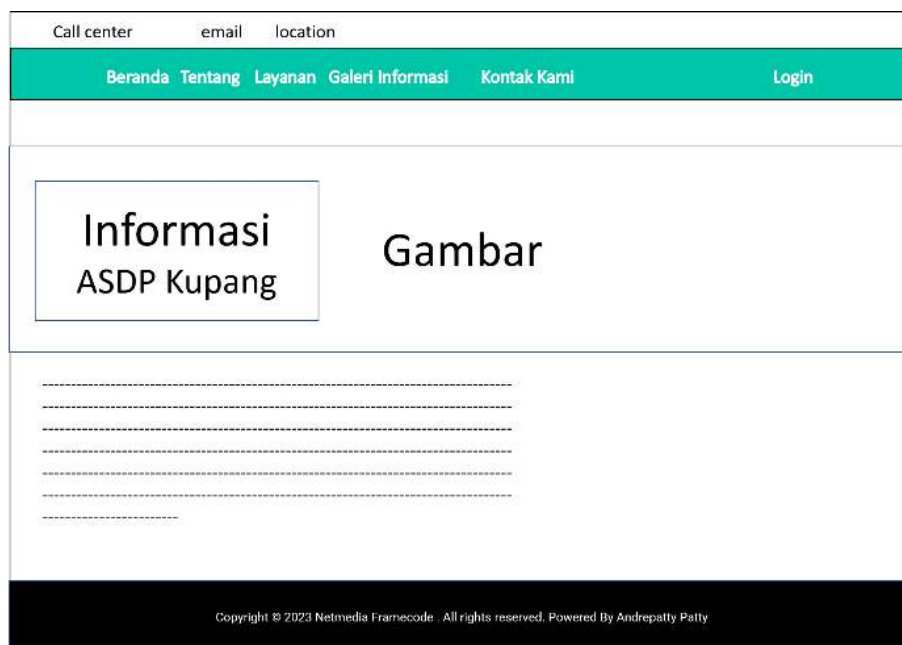 Call center email location
Beranda Tentang Layanan Galeri Informasi Kontak Kami Login
Informasi
ASDP Kupang
Gambar
--------------------------------------------------------------------------------
--------------------------------------------------------------------------------
--------------------------------------------------------------------------------
--------------------------------------------------------------------------------
--------------------------------------------------------------------------------
--------------------------------------------------------------------------------
-----------------------
Copyright © 2023 Netmedia Framecode . All rights reserved. Powered By Andrepatty Patty